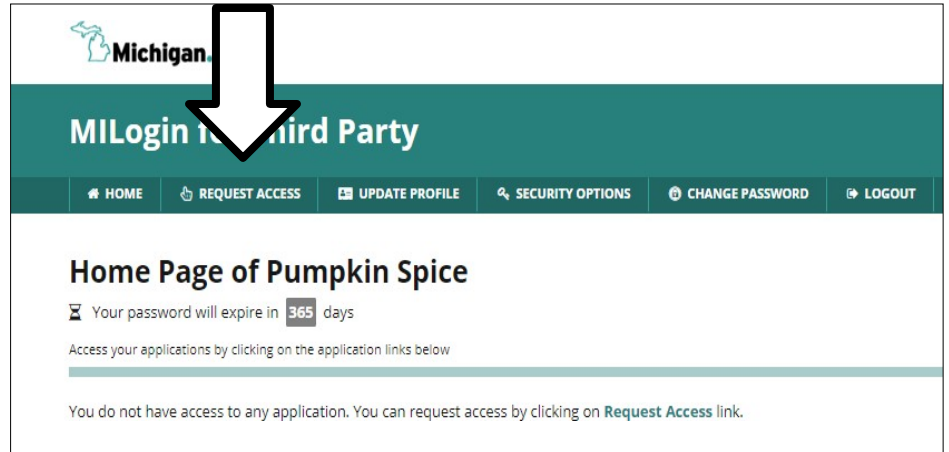 Michigan.
MILogin Third Party
HOME REQUEST ACCESS UPDATE PROFILE SECURITY OPTIONS CHANGE PASSWORD LOGOUT
Home Page of Pumpkin Spice
Your password will expire in 365 days
Access your applications by clicking on the application links below
You do not have access to any application. You can request access by clicking on Request Access link.